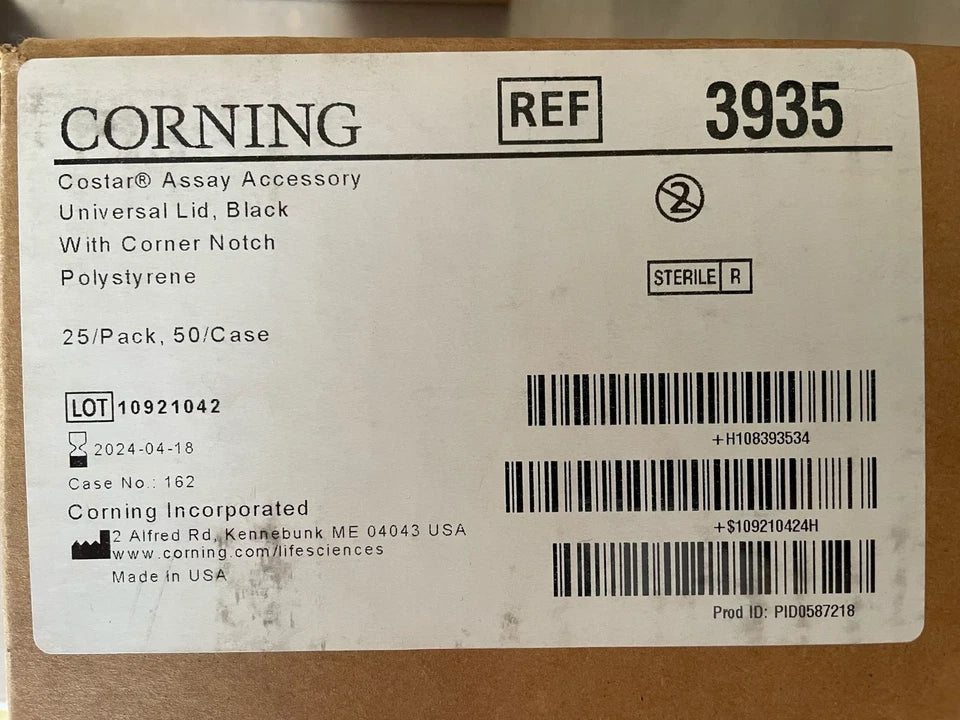 CORNING
REF 3935
Costar® Assay Accessory
Universal Lid, Black
With Corner Notch
Polystyrene
2
STERILE R
25/Pack, 50/Case
LOT 10921042
2024-04-18
Case No.: 162
Corning Incorporated
2 Alfred Rd, Kennebunk ME 04043 USA
www.corning.com/lifesciences
Made in USA
+H108393534
+$109210424H
Prod ID: PID0587218